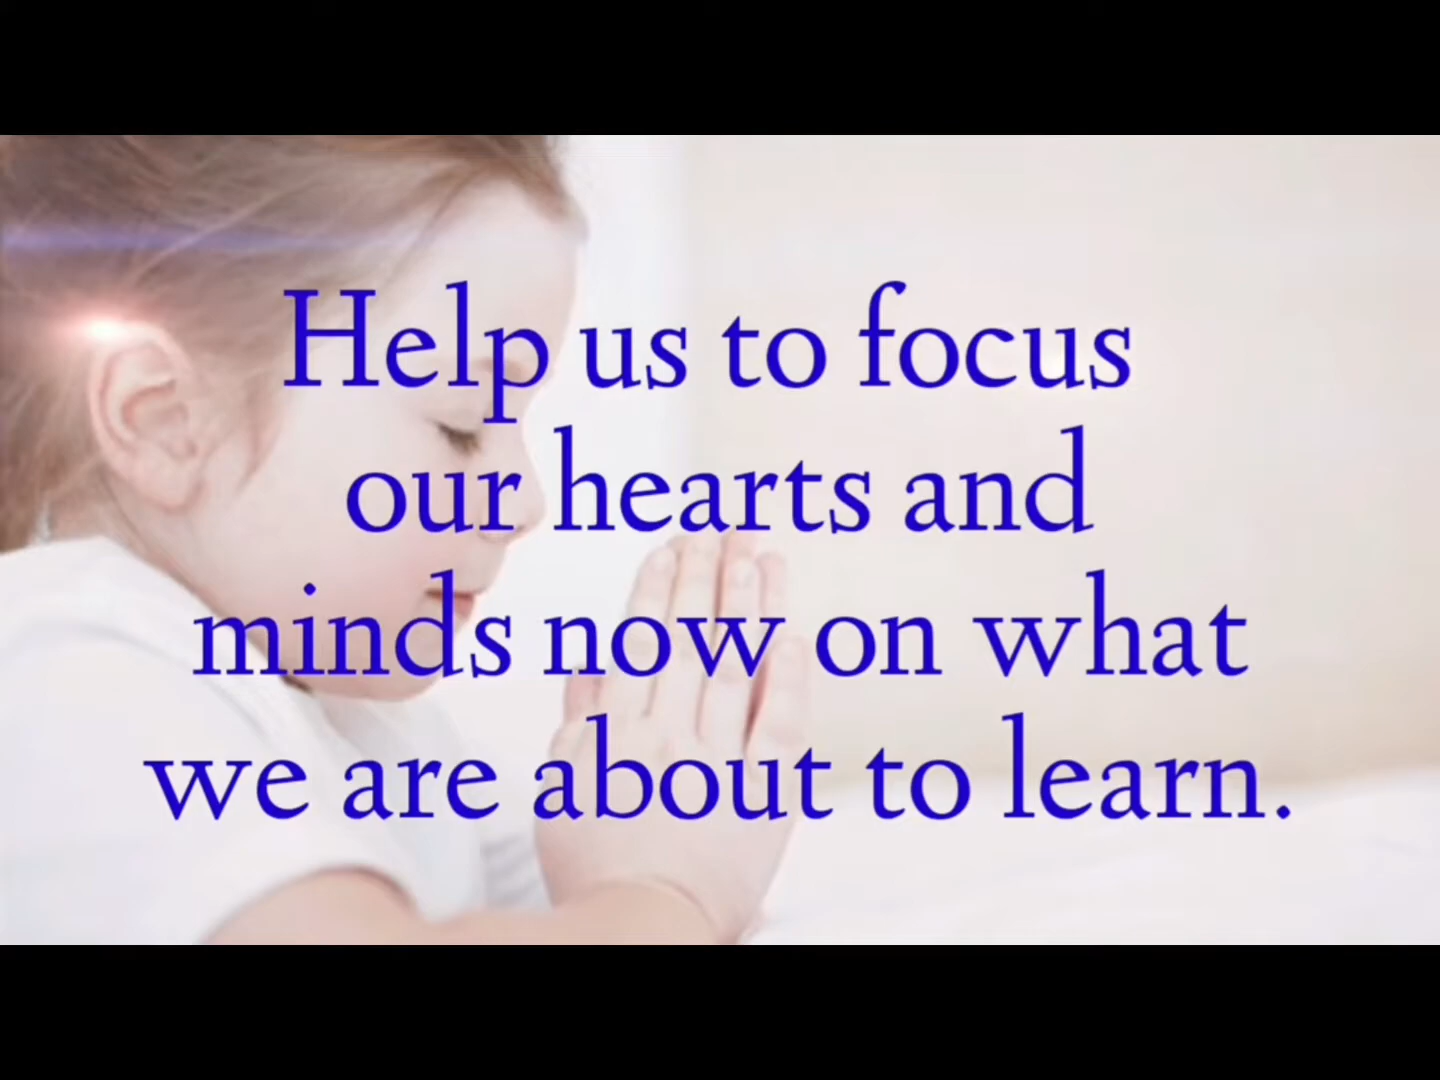 Help us to focus
our hearts and
minds now on what
we are about to learn.